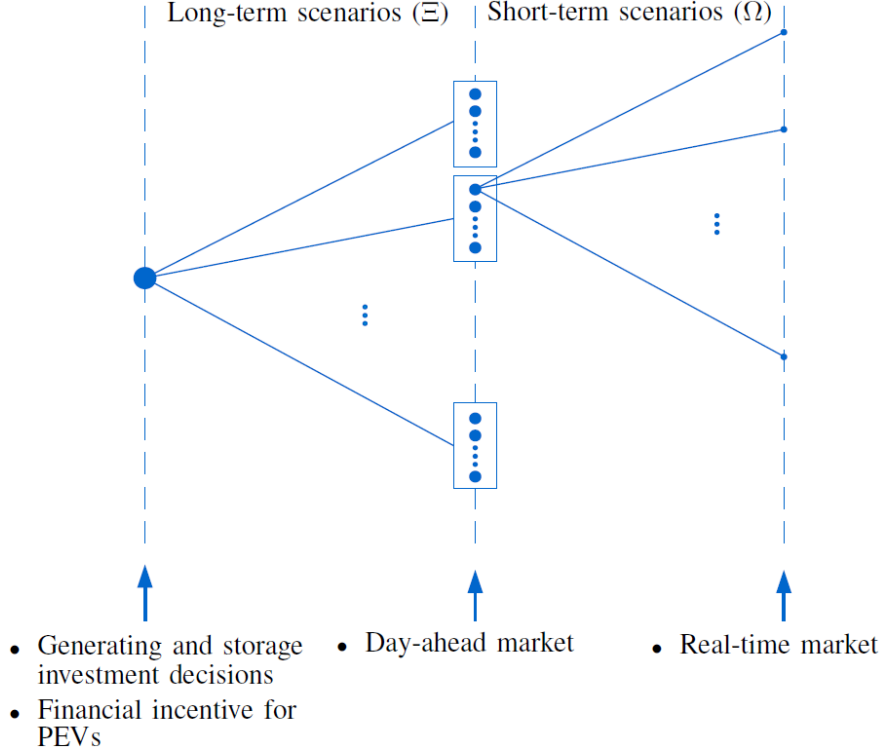 Long-term scenarios (Ξ)
Short-term scenarios (Ω)
• Generating and storage
investment decisions
• Financial incentive for
PEVs
• Day-ahead market
• Real-time market